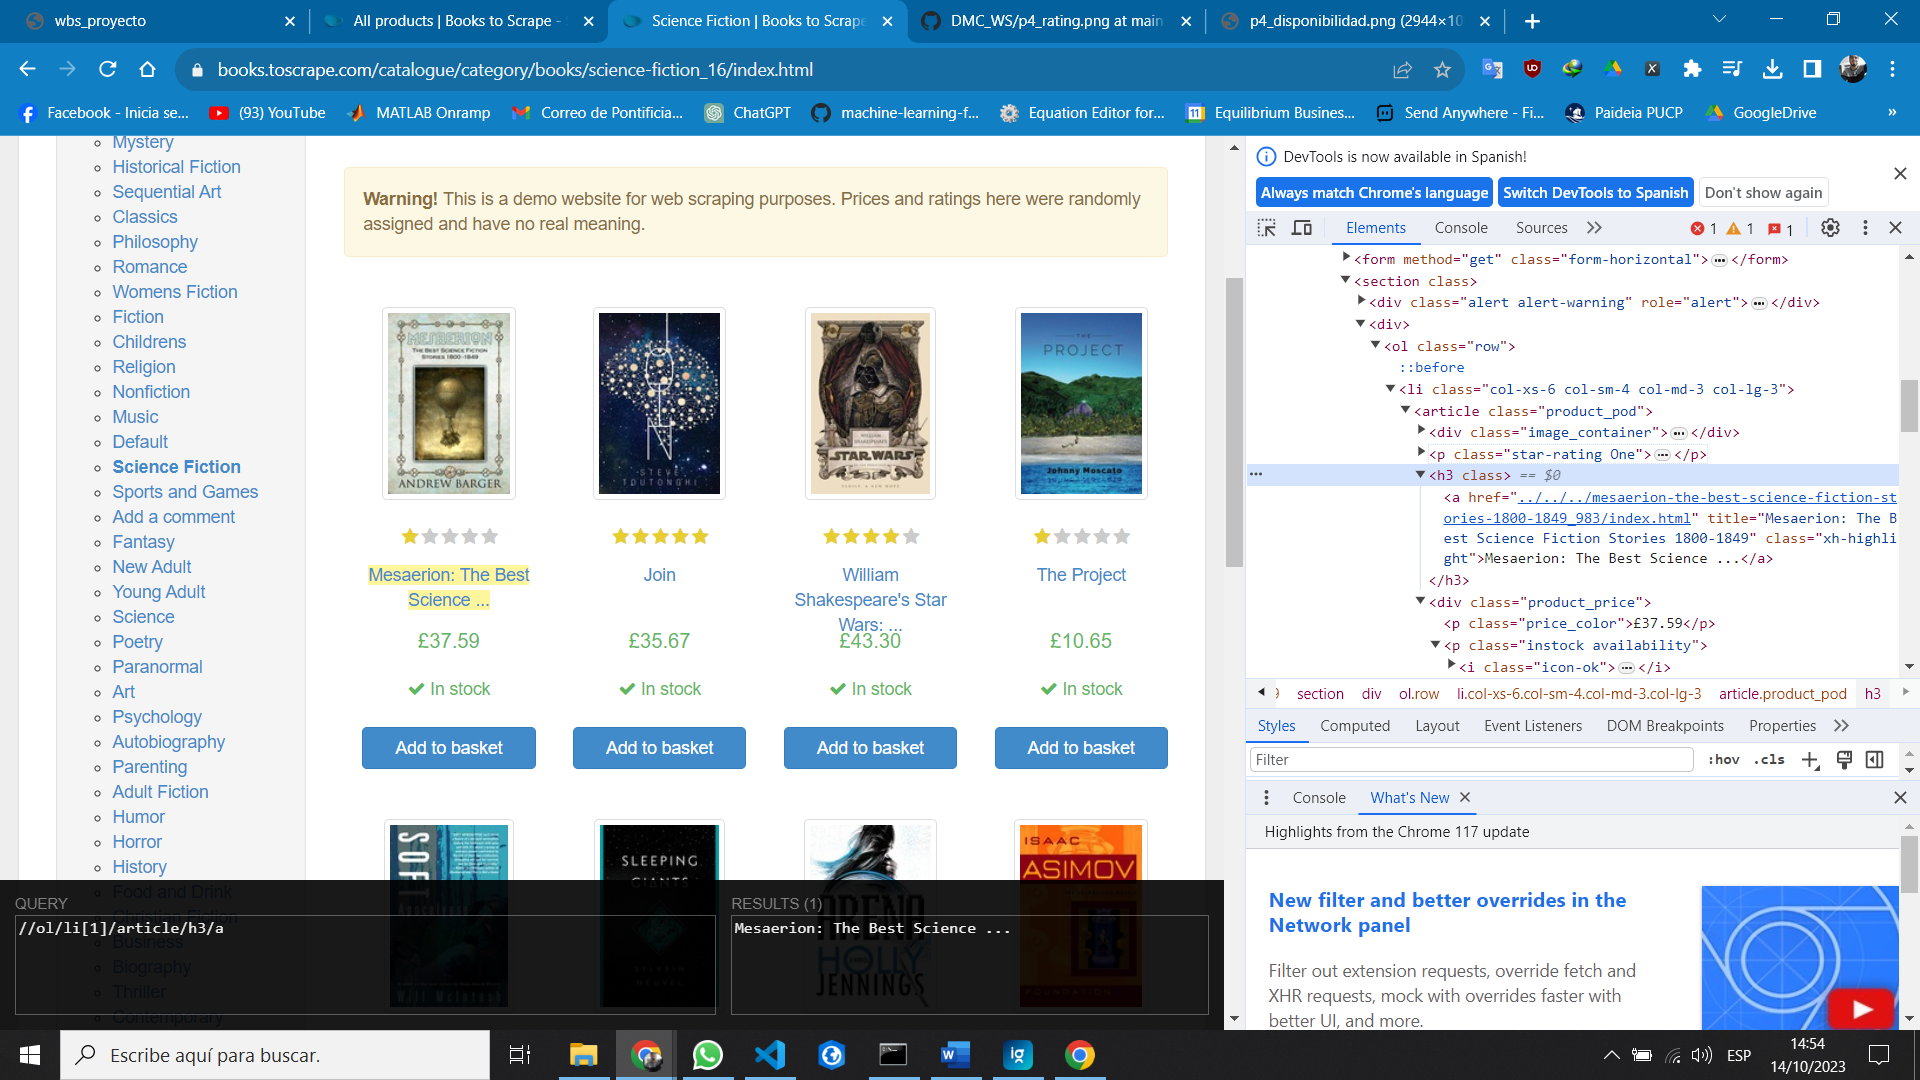 wbs_proyecto
All products | Books to Scrape -
Science Fiction | Books to Scrape
DMC_WS/p4_rating.png at main
p4_disponibilidad.png (2944×10
books.toscrape.com/catalogue/category/books/science-fiction_16/index.html
Facebook - Inicia se...
(93) YouTube
MATLAB Onramp
Correo de Pontificia...
ChatGPT
machine-learning-f...
Equation Editor for...
Equilibrium Busines...
Send Anywhere - Fi...
Paideia PUCP
GoogleDrive
»
Mystery
Historical Fiction
Sequential Art
Classics
Philosophy
Romance
Womens Fiction
Fiction
Childrens
Religion
Nonfiction
Music
Default
Science Fiction
Sports and Games
Add a comment
Fantasy
New Adult
Young Adult
Science
Poetry
Paranormal
Art
Psychology
Autobiography
Parenting
Adult Fiction
Humor
Horror
History
Food and Drink
Christian Fiction
Business
Biography
Thriller
Contemporary
Warning! This is a demo website for web scraping purposes. Prices and ratings here were randomly
assigned and have no real meaning.
MESAERION
THE BEST SCIENCE FICTION
STORIES 1800-1849
ANDREW BARGER
STEVE
TOUTONGHI
WILLIAM
SHAKESPEARE'S
STAR WARS
THE
PROJECT
Johnny Moscato
Mesaerion: The Best
Science ...
£37.59
In stock
Add to basket
Join
£35.67
In stock
Add to basket
William
Shakespeare's Star
Wars: ...
£43.30
In stock
Add to basket
The Project
£10.65
In stock
Add to basket
SOFT
Will McIntosh
SLEEPING
GIANTS
SYLVAIN
NEUVEL
ARENA
HOLLY
JENNINGS
ISAAC
ASIMOV
FOUNDATION
QUERY
//ol/li[1]/article/h3/a
RESULTS (1)
Mesaerion: The Best Science ...
DevTools is now available in Spanish!
Always match Chrome's language
Switch DevTools to Spanish
Don't show again
Elements
Console
Sources
1
1
1
<form method="get" class="form-horizontal"> ... </form>
<section class>
<div class="alert alert-warning" role="alert"> ... </div>
<div>
<ol class="row">
::before
<li class="col-xs-6 col-sm-4 col-md-3 col-lg-3">
<article class="product_pod">
<div class="image_container"> ... </div>
<p class="star-rating One"> ... </p>
... <h3 class> == $0
<a href="../../../mesaerion-the-best-science-fiction-st
ories-1800-1849_983/index.html" title="Mesaerion: The B
est Science Fiction Stories 1800-1849" class="xh-highli
ght">Mesaerion: The Best Science ...</a>
</h3>
<div class="product_price">
<p class="price_color">£37.59</p>
<p class="instock availability">
<i class="icon-ok"> ... </i>
9
section
div
ol.row
li.col-xs-6.col-sm-4.col-md-3.col-lg-3
article.product_pod
h3
Styles
Computed
Layout
Event Listeners
DOM Breakpoints
Properties
Filter
:hov
.cls
Console
What's New
Highlights from the Chrome 117 update
New filter and better overrides in the
Network panel
Filter out extension requests, override fetch and
XHR requests, mock with overrides faster with
better UI, and more.
Escribe aquí para buscar.
ESP
14:54
14/10/2023